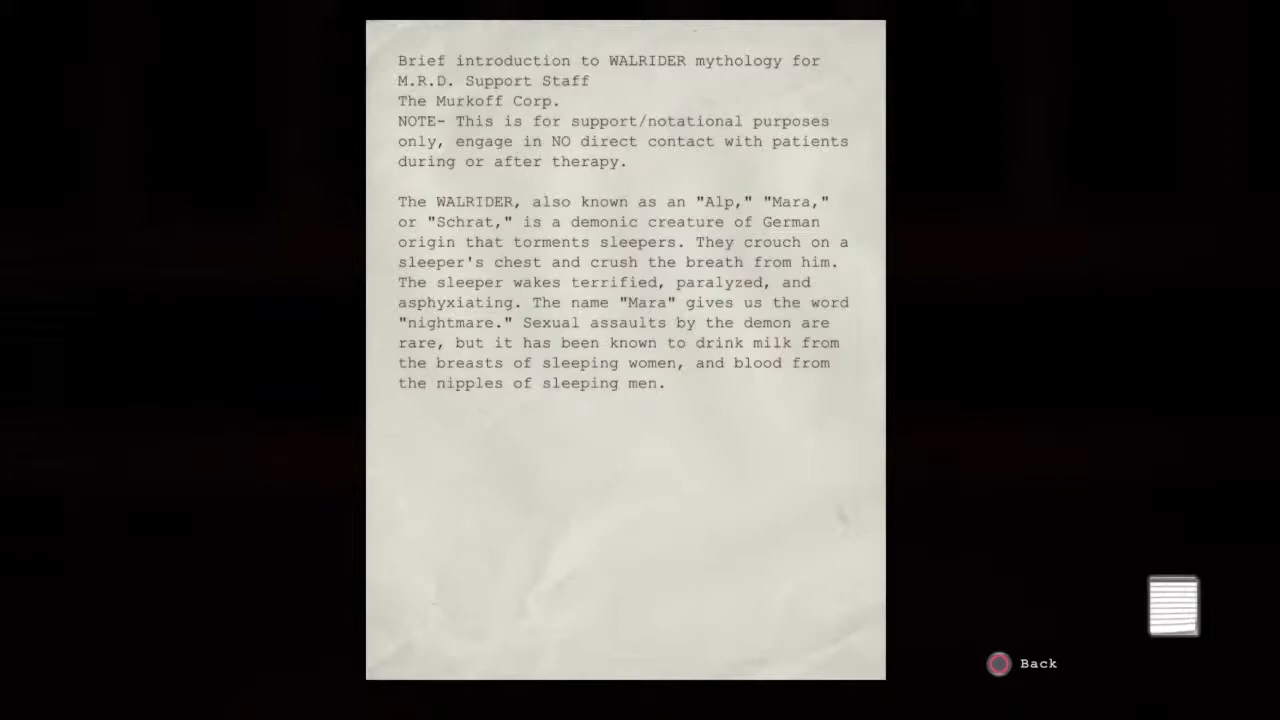 Brief introduction to WALRIDER mythology for
M.R.D. Support Staff
The Murkoff Corp.
NOTE- This is for support/notational purposes
only, engage in NO direct contact with patients
during or after therapy.
The WALRIDER, also known as an "Alp," "Mara,"
or "Schrat," is a demonic creature of German
origin that torments sleepers. They crouch on a
sleeper's chest and crush the breath from him.
The sleeper wakes terrified, paralyzed, and
asphyxiating. The name "Mara" gives us the word
"nightmare." Sexual assaults by the demon are
rare, but it has been known to drink milk from
the breasts of sleeping women, and blood from
the nipples of sleeping men.
Back